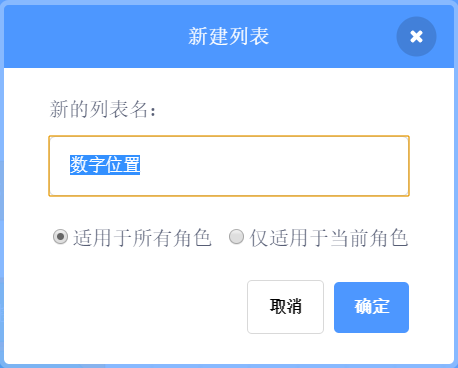 新建列表
新的列表名：
数字位置
适用于所有角色 仅适用于当前角色
取消 确定